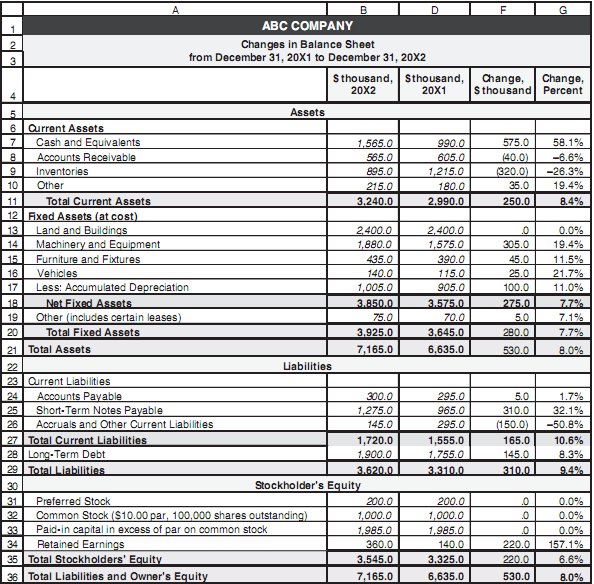 A B D F G
1 ABC COMPANY
2 Changes in Balance Sheet
3 from December 31, 20X1 to December 31, 20X2
$ thousand, $ thousand, Change, Change,
4 20X2 20X1 $ thousand Percent
5 Assets
6 Current Assets
7 Cash and Equivalents 1,565.0 990.0 575.0 58.1%
8 Accounts Receivable 565.0 605.0 (40.0) –6.6%
9 Inventories 895.0 1,215.0 (320.0) –26.3%
10 Other 215.0 180.0 35.0 19.4%
11 Total Current Assets 3,240.0 2,990.0 250.0 8.4%
12 Fixed Assets (at cost)
13 Land and Buildings 2,400.0 2,400.0 .0 0.0%
14 Machinery and Equipment 1,880.0 1,575.0 305.0 19.4%
15 Furniture and Fixtures 435.0 390.0 45.0 11.5%
16 Vehicles 140.0 115.0 25.0 21.7%
17 Less: Accumulated Depreciation 1,005.0 905.0 100.0 11.0%
18 Net Fixed Assets 3,850.0 3,575.0 275.0 7.7%
19 Other (includes certain leases) 75.0 70.0 5.0 7.1%
20 Total Fixed Assets 3,925.0 3,645.0 280.0 7.7%
21 Total Assets 7,165.0 6,635.0 530.0 8.0%
22 Liabilities
23 Current Liabilities
24 Accounts Payable 300.0 295.0 5.0 1.7%
25 Short-Term Notes Payable 1,275.0 965.0 310.0 32.1%
26 Accruals and Other Current Liabilities 145.0 295.0 (150.0) –50.8%
27 Total Current Liabilities 1,720.0 1,555.0 165.0 10.6%
28 Long-Term Debt 1,900.0 1,755.0 145.0 8.3%
29 Total Liabilities 3,620.0 3,310.0 310.0 9.4%
30 Stockholder's Equity
31 Preferred Stock 200.0 200.0 .0 0.0%
32 Common Stock ($10.00 par, 100,000 shares outstanding) 1,000.0 1,000.0 .0 0.0%
33 Paid-in capital in excess of par on common stock 1,985.0 1,985.0 .0 0.0%
34 Retained Earnings 360.0 140.0 220.0 157.1%
35 Total Stockholders' Equity 3,545.0 3,325.0 220.0 6.6%
36 Total Liabilities and Owner's Equity 7,165.0 6,635.0 530.0 8.0%